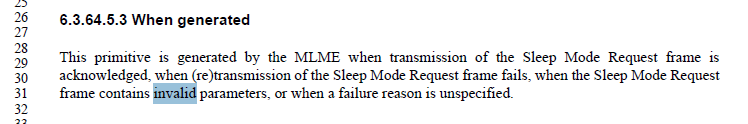 25
26 6.3.64.5.3 When generated
27
28 This primitive is generated by the MLME when transmission of the Sleep Mode Request frame is
29
30 acknowledged, when (re)transmission of the Sleep Mode Request frame fails, when the Sleep Mode Request
31 frame contains invalid parameters, or when a failure reason is unspecified.
32
33